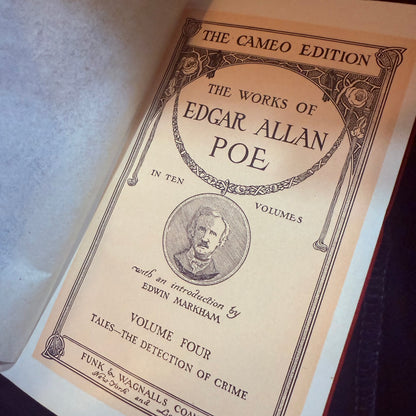 THE CAMEO EDITION
THE WORKS OF
EDGAR ALLAN
POE
IN TEN
VOLUMES
with an introduction by
EDWIN MARKHAM
VOLUME FOUR
TALES—THE DETECTION OF CRIME
FUNK & WAGNALLS CO
New York and